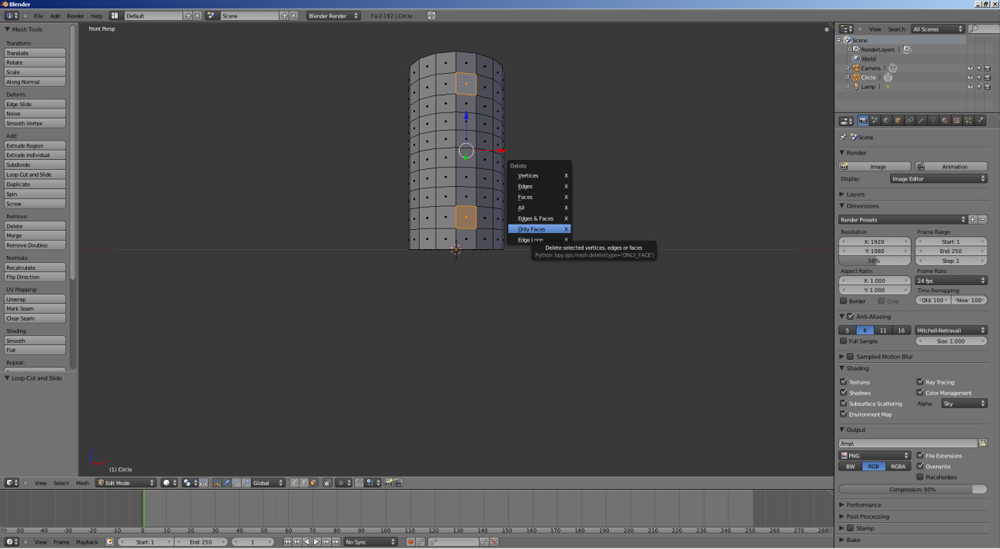 Blender
File Add Render Help Default Scene Blender Render Fa:2-192 | Circle
Mesh Tools
Transform:
Translate
Rotate
Scale
Along Normal
Deform:
Edge Slide
Noise
Smooth Vertex
Add:
Extrude Region
Extrude Individual
Subdivide
Loop Cut and Slide
Duplicate
Spin
Screw
Remove:
Delete
Merge
Remove Doubles
Normals:
Recalculate
Flip Direction
UV Mapping:
Unwrap
Mark Seam
Clear Seam
Shading:
Smooth
Flat
Repeat:
Loop Cut and Slide
Front Persp
Delete
Vertices X
Edges X
Faces X
All X
Edges & Faces X
Only Faces X
Edge Loop
Delete selected vertices, edges or faces
Python: bpy.ops.mesh.delete(type='ONLY_FACE')
(1) Circle
View Select Mesh Edit Mode Global
-50 -40 -30 -20 -10 0 10 20 30 40 50 60 70 80 90 100 110 120 130 140 150 160 170 180 190 200 210 220 230 240 250 260 270 280
View Frame Playback Start: 1 End: 250 1 No Sync
View Search All Scenes
Scene
RenderLayers |
World
Camera |
Circle |
Lamp |
Scene
Render
Image Animation
Display: Image Editor
Layers
Dimensions
Render Presets
Resolution: Frame Range:
X: 1920 Start: 1
Y: 1080 End: 250
50% Step: 1
Aspect Ratio: Frame Rate:
X: 1.000 24 fps
Y: 1.000 Time Remapping:
Border Crop Old: 100 New: 100
Anti-Aliasing
5 8 11 16 Mitchell-Netravali
Full Sample Size: 1.000
Sampled Motion Blur
Shading
Textures Ray Tracing
Shadows Color Management
Subsurface Scattering Alpha: Sky
Environment Map
Output
/tmp\
PNG File Extensions
BW RGB RGBA Overwrite
Placeholders
Compression: 90%
Performance
Post Processing
Stamp
Bake